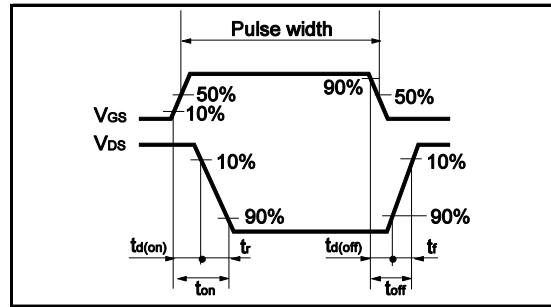 Pulse width
90%
50%
50%
10%
VGS
VDS
10%
10%
90%
90%
td(on)
tr
td(off)
tf
ton
toff